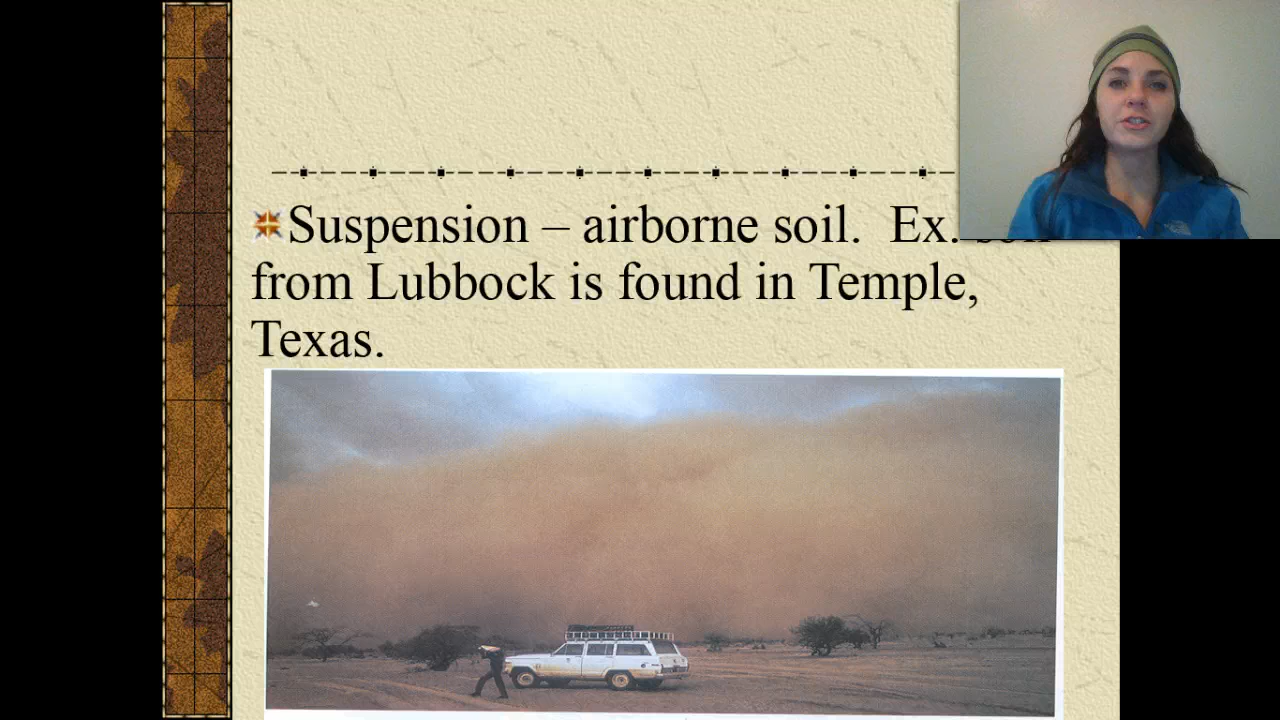 Suspension – airborne soil. Ex.
from Lubbock is found in Temple,
Texas.